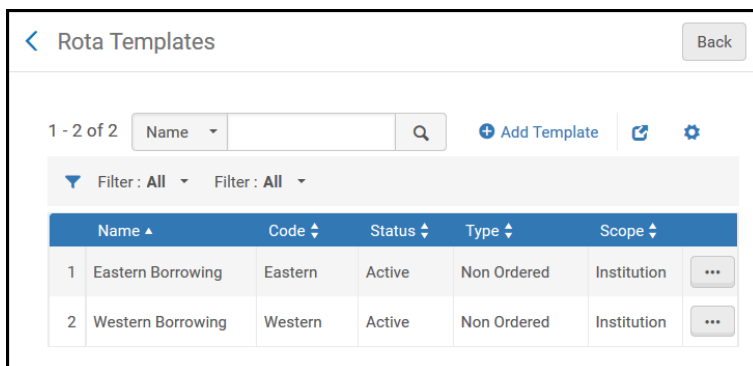 Rota Templates Back
1 - 2 of 2 Name Add Template
Filter : All Filter : All
Name Code Status Type Scope
1 Eastern Borrowing Eastern Active Non Ordered Institution ...
2 Western Borrowing Western Active Non Ordered Institution ...